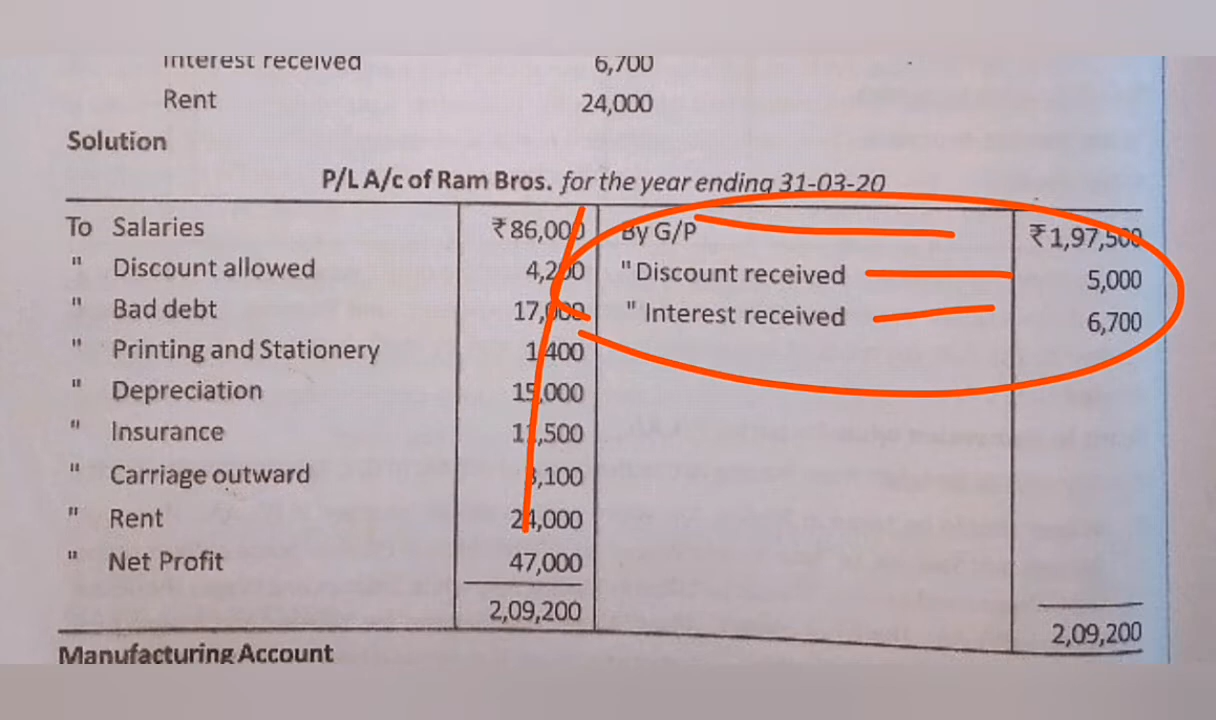 Interest received 6,700
Rent 24,000
Solution
P/L A/c of Ram Bros. for the year ending 31-03-20
To Salaries ₹86,000 By G/P ₹1,97,500
" Discount allowed 4,200 " Discount received 5,000
" Bad debt 17,000 " Interest received 6,700
" Printing and Stationery 1,400
" Depreciation 15,000
" Insurance 11,500
" Carriage outward 3,100
" Rent 24,000
" Net Profit 47,000
2,09,200 2,09,200
Manufacturing Account